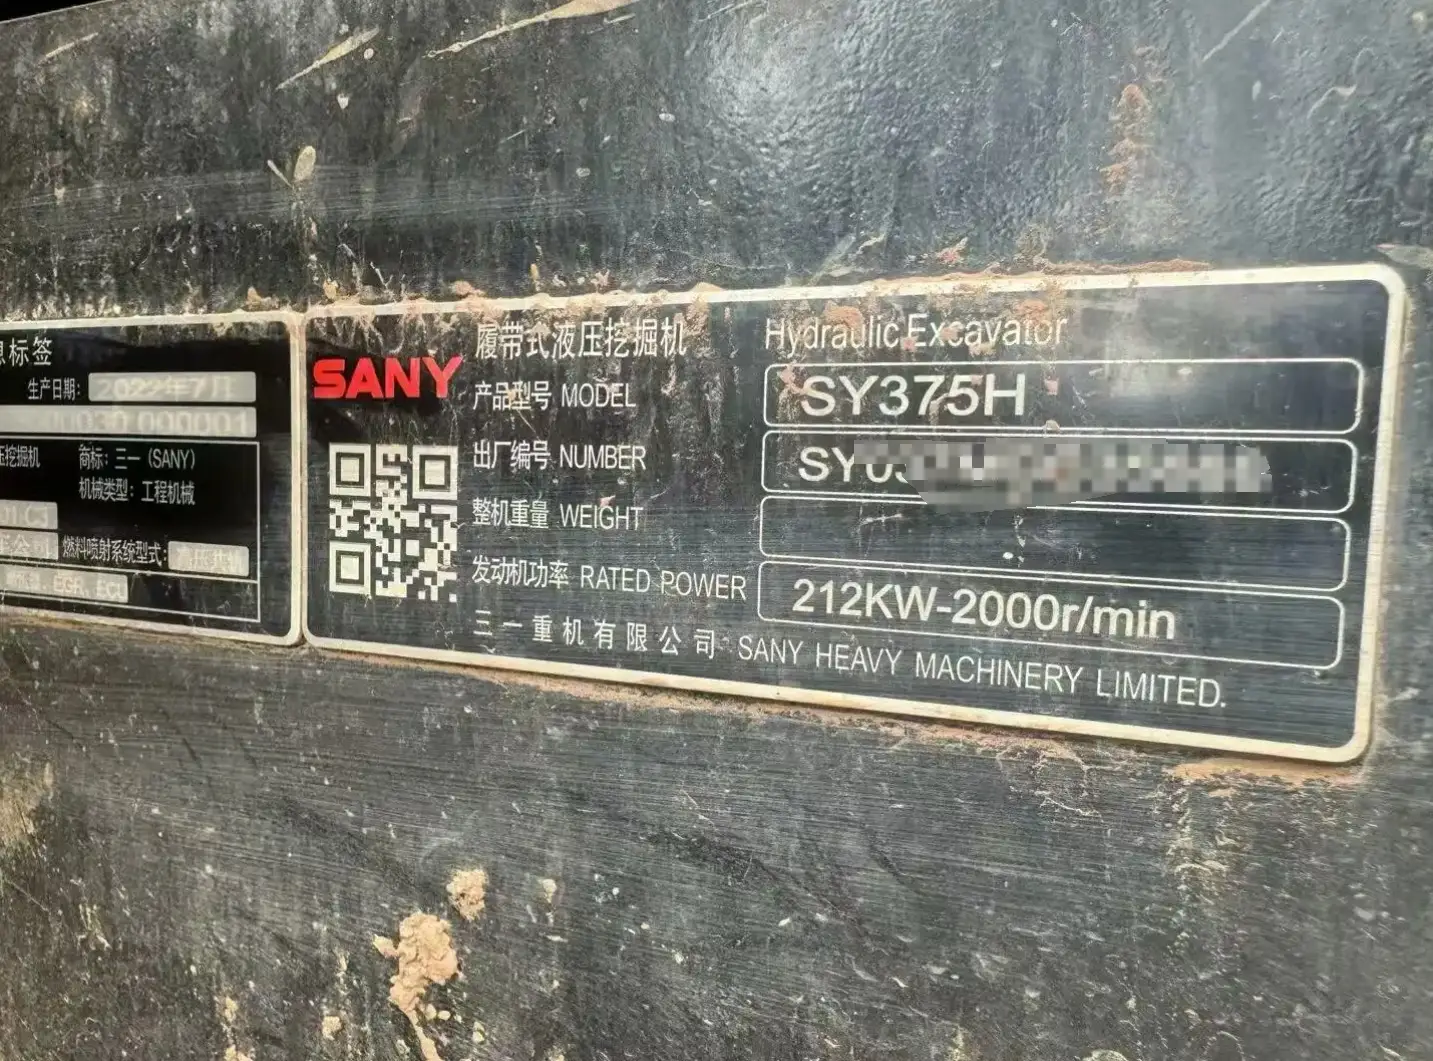 息标签
生产日期: 2022年7月
030 000001
压挖掘机
商标: 三一 (SANY)
机械类型: 工程机械
燃料喷射系统型式:
EGR, ECU
SANY
履带式液压挖掘机 Hydraulic Excavator
产品型号 MODEL SY375H
出厂编号 NUMBER SY03
整机重量 WEIGHT
发动机功率 RATED POWER 212KW-2000r/min
三一重机有限公司 SANY HEAVY MACHINERY LIMITED.